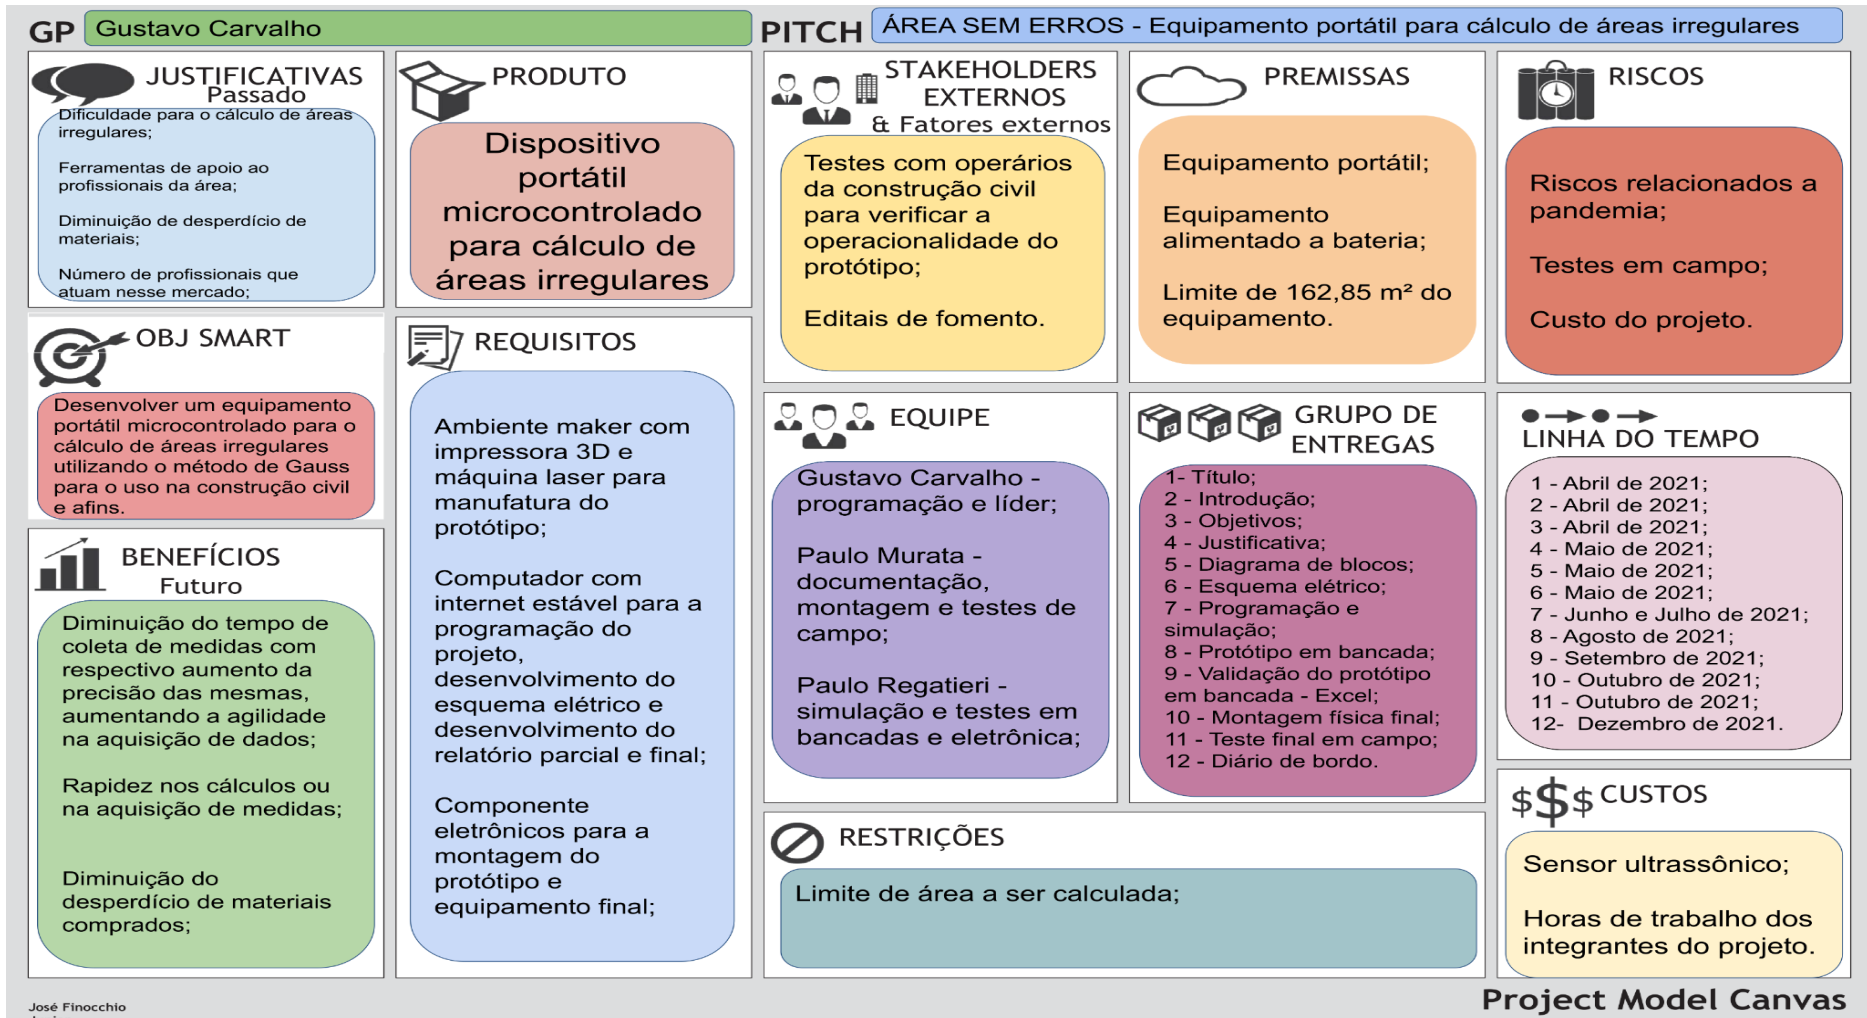 GP
Gustavo Carvalho
PITCH
ÁREA SEM ERROS - Equipamento portátil para cálculo de áreas irregulares
JUSTIFICATIVAS
Passado
Dificuldade para o cálculo de áreas
irregulares;
Ferramentas de apoio ao
profissionais da área;
Diminuição de desperdício de
materiais;
Número de profissionais que
atuam nesse mercado;
OBJ SMART
Desenvolver um equipamento
portátil microcontrolado para o
cálculo de áreas irregulares
utilizando o método de Gauss
para o uso na construção civil
e afins.
BENEFÍCIOS
Futuro
Diminuição do tempo de
coleta de medidas com
respectivo aumento da
precisão das mesmas,
aumentando a agilidade
na aquisição de dados;
Rapidez nos cálculos ou
na aquisição de medidas;
Diminuição do
desperdício de materiais
comprados;
PRODUTO
Dispositivo
portátil
microcontrolado
para cálculo de
áreas irregulares
REQUISITOS
Ambiente maker com
impressora 3D e
máquina laser para
manufatura do
protótipo;
Computador com
internet estável para a
programação do
projeto,
desenvolvimento do
esquema elétrico e
desenvolvimento do
relatório parcial e final;
Componente
eletrônicos para a
montagem do
protótipo e
equipamento final;
STAKEHOLDERS
EXTERNOS
& Fatores externos
Testes com operários
da construção civil
para verificar a
operacionalidade do
protótipo;
Editais de fomento.
EQUIPE
Gustavo Carvalho -
programação e líder;
Paulo Murata -
documentação,
montagem e testes de
campo;
Paulo Regatieri -
simulação e testes em
bancadas e eletrônica;
PREMISSAS
Equipamento portátil;
Equipamento
alimentado a bateria;
Limite de 162,85 m² do
equipamento.
GRUPO DE
ENTREGAS
1- Título;
2 - Introdução;
3 - Objetivos;
4 - Justificativa;
5 - Diagrama de blocos;
6 - Esquema elétrico;
7 - Programação e
simulação;
8 - Protótipo em bancada;
9 - Validação do protótipo
em bancada - Excel;
10 - Montagem física final;
11 - Teste final em campo;
12 - Diário de bordo.
RESTRIÇÕES
Limite de área a ser calculada;
RISCOS
Riscos relacionados a
pandemia;
Testes em campo;
Custo do projeto.
LINHA DO TEMPO
1 - Abril de 2021;
2 - Abril de 2021;
3 - Abril de 2021;
4 - Maio de 2021;
5 - Maio de 2021;
6 - Maio de 2021;
7 - Junho e Julho de 2021;
8 - Agosto de 2021;
9 - Setembro de 2021;
10 - Outubro de 2021;
11 - Outubro de 2021;
12- Dezembro de 2021.
$$$ CUSTOS
Sensor ultrassônico;
Horas de trabalho dos
integrantes do projeto.
José Finocchio
Project Model Canvas